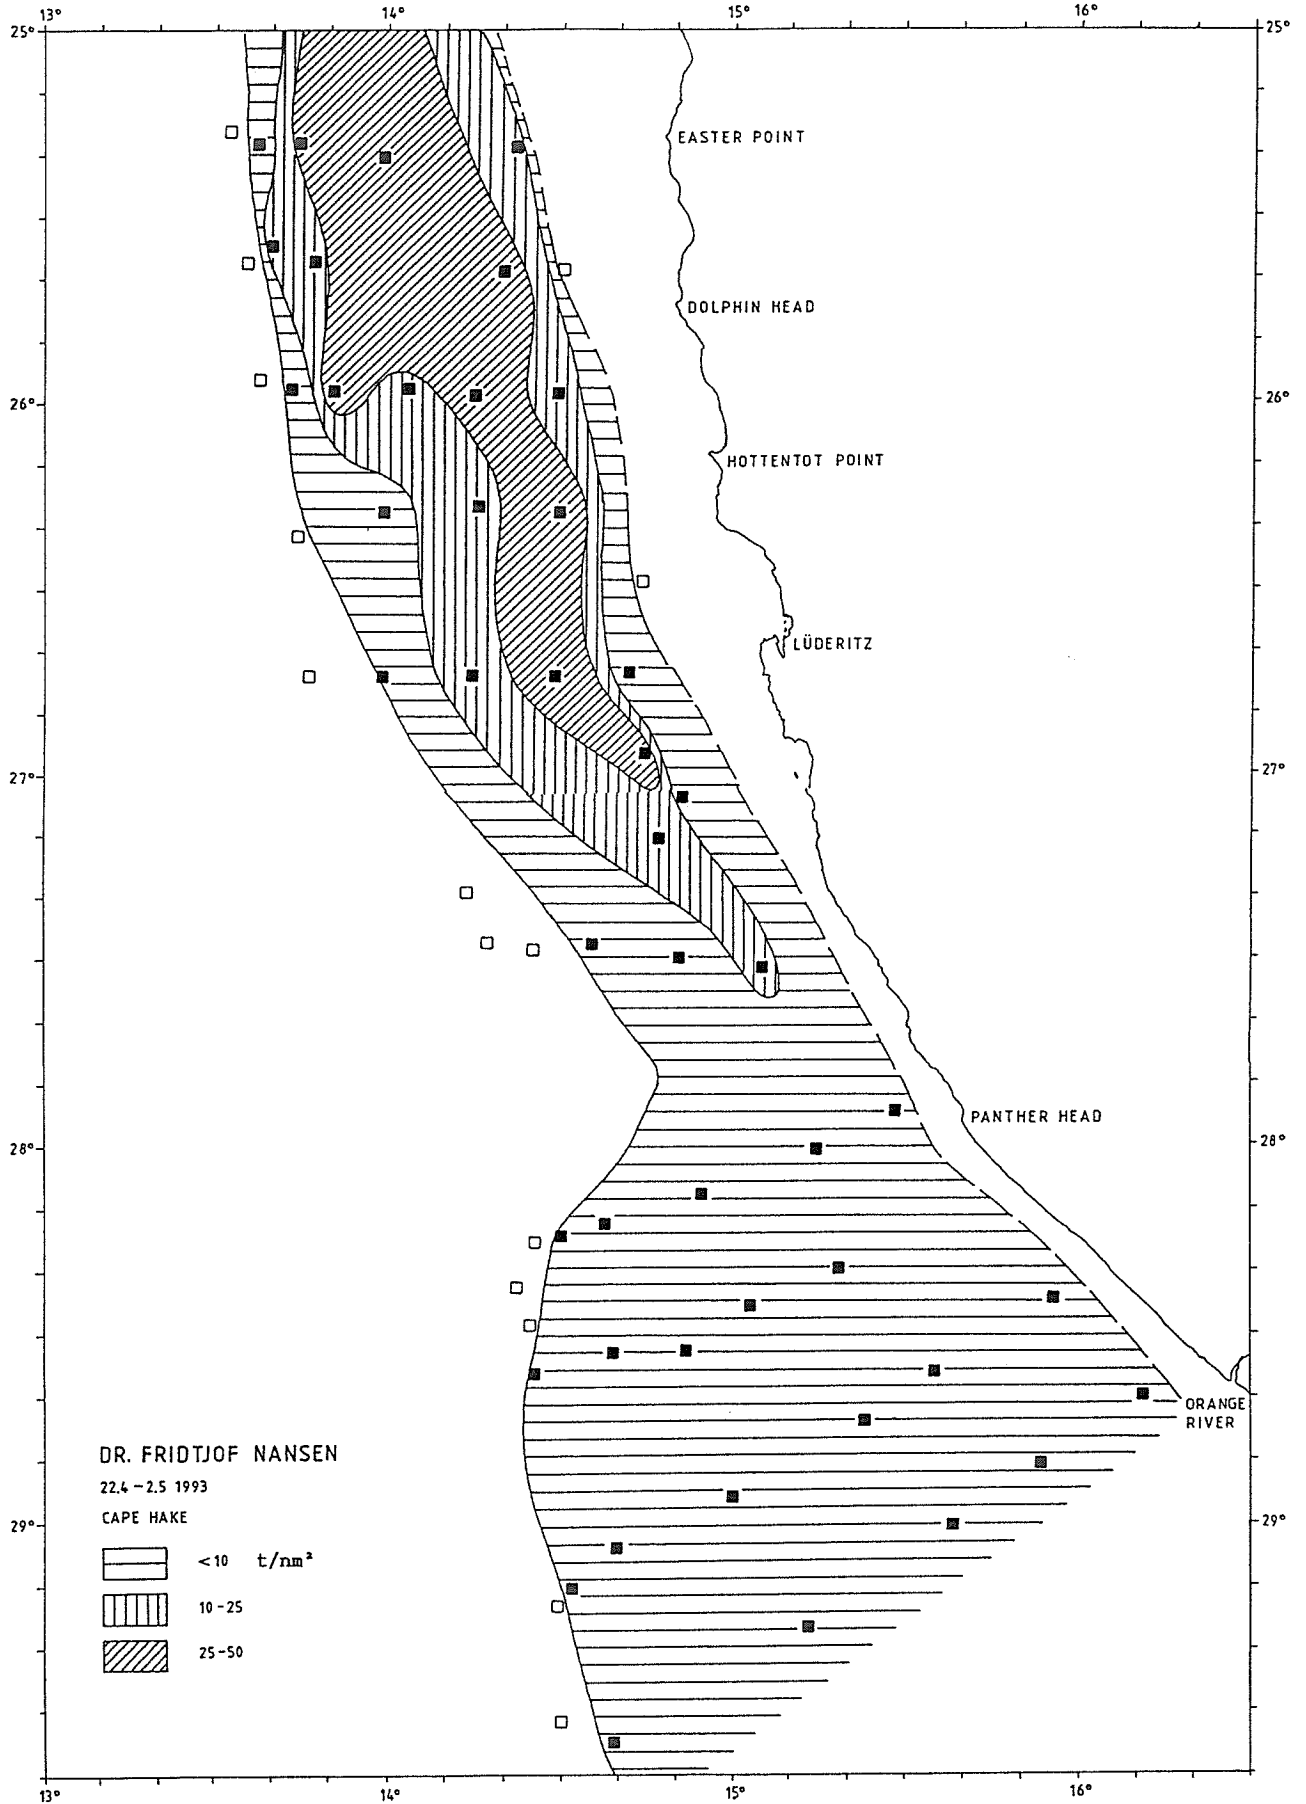 13° 14° 15° 16°
25° 25°
EASTER POINT
DOLPHIN HEAD
26° 26°
HOTTENTOT POINT
LÜDERITZ
27° 27°
PANTHER HEAD
28° 28°
ORANGE
RIVER
DR. FRIDTJOF NANSEN
22.4 – 2.5 1993
CAPE HAKE
29° 29°
<10 t/nm²
10-25
25-50
13° 14° 15° 16°